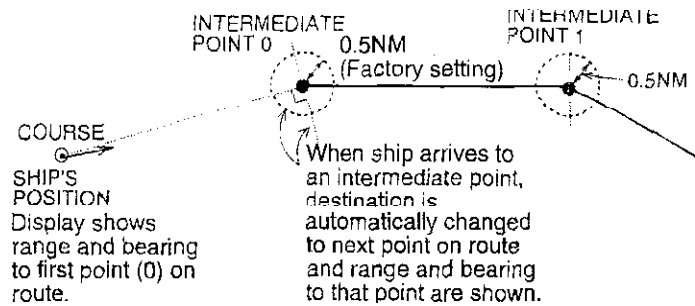 INTERMEDIATE
POINT 0
0.5NM
(Factory setting)
INTERMEDIATE
POINT 1
0.5NM
COURSE
SHIP'S
POSITION
Display shows
range and bearing
to first point (0) on
route.
When ship arrives to
an intermediate point,
destination is
automatically changed
to next point on route
and range and bearing
to that point are shown.